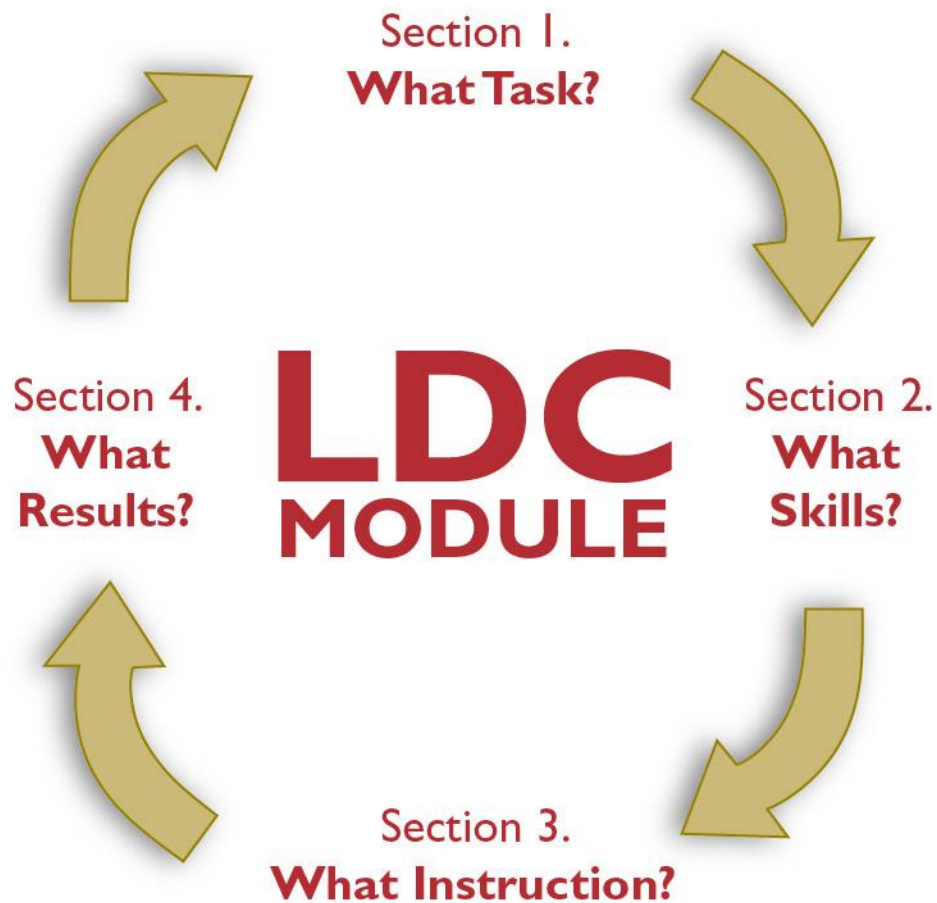 Section 1.
What Task?
Section 2.
What
Skills?
Section 3.
What Instruction?
Section 4.
What
Results?
LDC
MODULE